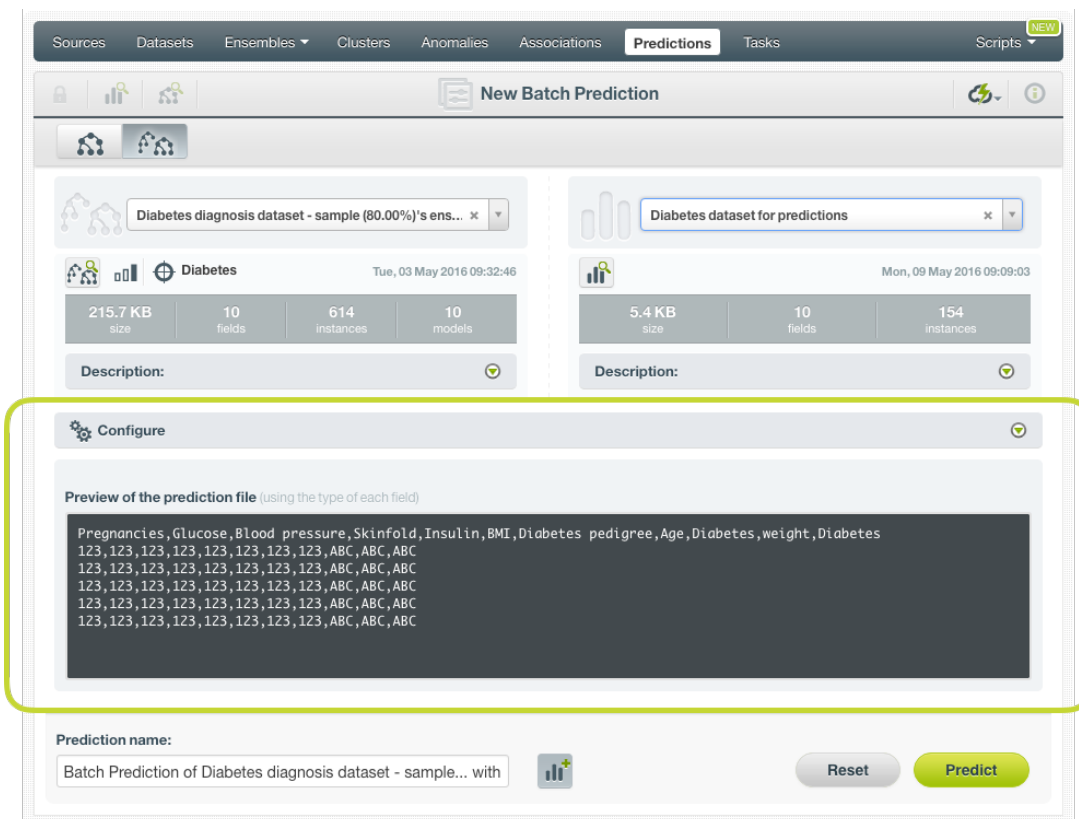 Sources Datasets Ensembles Clusters Anomalies Associations Predictions Tasks Scripts NEW
New Batch Prediction
Diabetes diagnosis dataset - sample (80.00%)'s ens... × Diabetes dataset for predictions ×
Diabetes Tue, 03 May 2016 09:32:46 Mon, 09 May 2016 09:09:03
215.7 KB 10 614 10 5.4 KB 10 154
size fields instances models size fields instances
Description: Description:
Configure
Preview of the prediction file (using the type of each field)
Pregnancies,Glucose,Blood pressure,Skinfold,Insulin,BMI,Diabetes pedigree,Age,Diabetes,weight,Diabetes
123,123,123,123,123,123,123,123,ABC,ABC,ABC
123,123,123,123,123,123,123,123,ABC,ABC,ABC
123,123,123,123,123,123,123,123,ABC,ABC,ABC
123,123,123,123,123,123,123,123,ABC,ABC,ABC
123,123,123,123,123,123,123,123,ABC,ABC,ABC
Prediction name:
Batch Prediction of Diabetes diagnosis dataset - sample... with Reset Predict